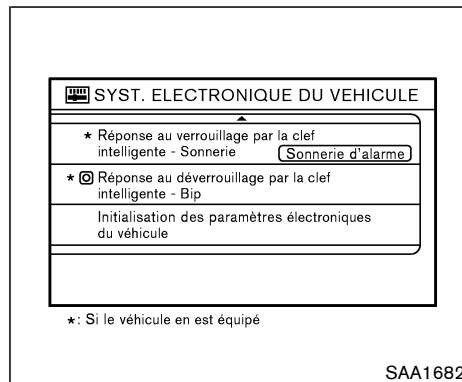 SYST. ELECTRONIQUE DU VEHICULE
* Réponse au verrouillage par la clef
intelligente - Sonnerie Sonnerie d'alarme
* Réponse au déverrouillage par la clef
intelligente - Bip
Initialisation des paramètres électroniques
du véhicule
*: Si le véhicule en est équipé
SAA1682